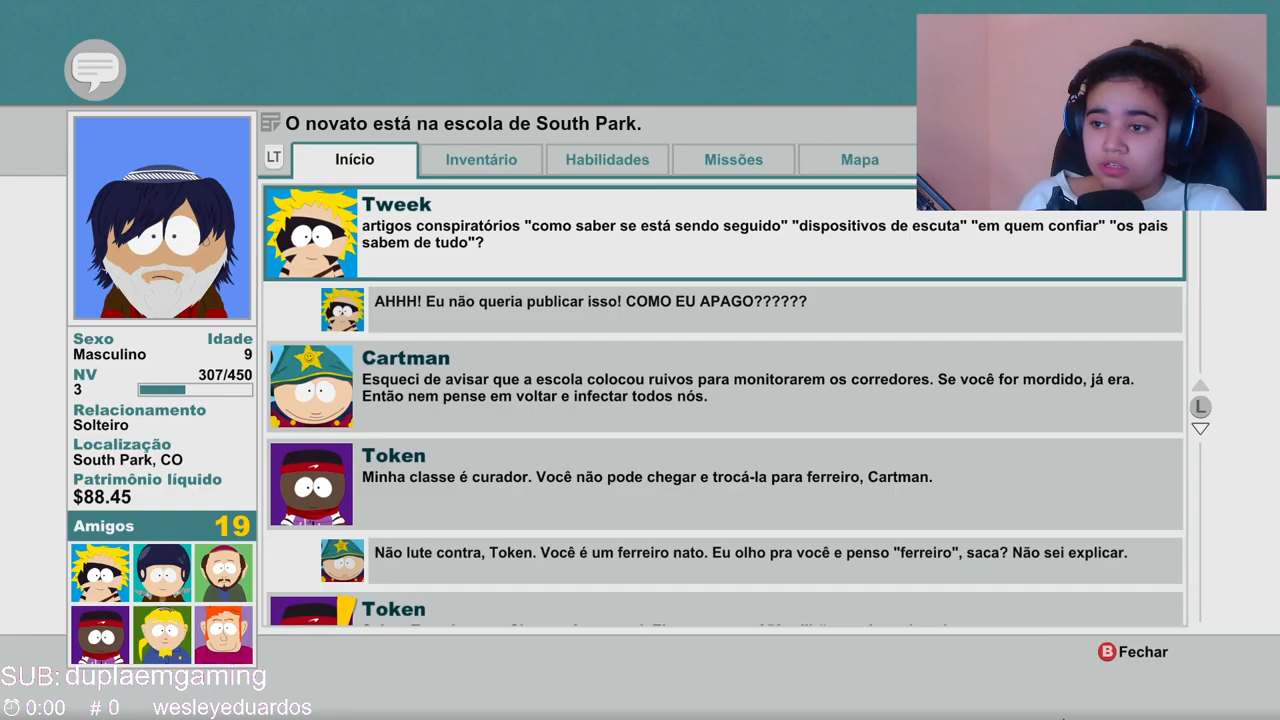 O novato está na escola de South Park.
LT
Início
Inventário
Habilidades
Missões
Mapa
Tweek
artigos conspiratórios "como saber se está sendo seguido" "dispositivos de escuta" "em quem confiar" "os pais
sabem de tudo"?
AHHH! Eu não queria publicar isso! COMO EU APAGO??????
Cartman
Esqueci de avisar que a escola colocou ruivos para monitorarem os corredores. Se você for mordido, já era.
Então nem pense em voltar e infectar todos nós.
Token
Minha classe é curador. Você não pode chegar e trocá-la para ferreiro, Cartman.
Não lute contra, Token. Você é um ferreiro nato. Eu olho pra você e penso "ferreiro", saca? Não sei explicar.
Token
L
Sexo Idade
Masculino 9
NV 307/450
3
Relacionamento
Solteiro
Localização
South Park, CO
Patrimônio líquido
$88.45
Amigos 19
B Fechar
SUB: duplaemgaming
0:00 # 0 wesleyeduardos